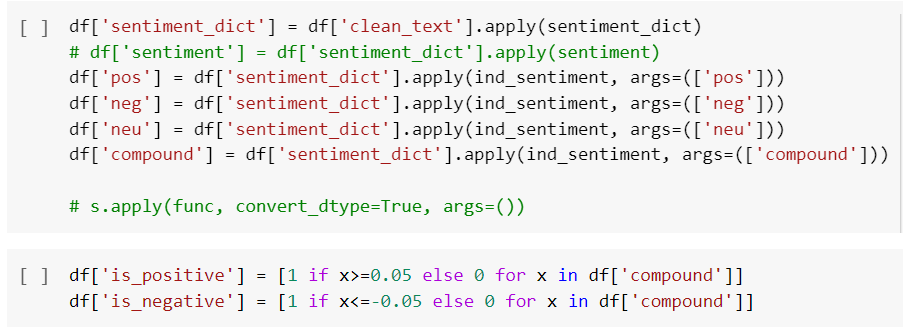 [ ] df['sentiment_dict'] = df['clean_text'].apply(sentiment_dict)
# df['sentiment'] = df['sentiment_dict'].apply(sentiment)
df['pos'] = df['sentiment_dict'].apply(ind_sentiment, args=(['pos']))
df['neg'] = df['sentiment_dict'].apply(ind_sentiment, args=(['neg']))
df['neu'] = df['sentiment_dict'].apply(ind_sentiment, args=(['neu']))
df['compound'] = df['sentiment_dict'].apply(ind_sentiment, args=(['compound']))
# s.apply(func, convert_dtype=True, args=())
[ ] df['is_positive'] = [1 if x>=0.05 else 0 for x in df['compound']]
df['is_negative'] = [1 if x<=-0.05 else 0 for x in df['compound']]